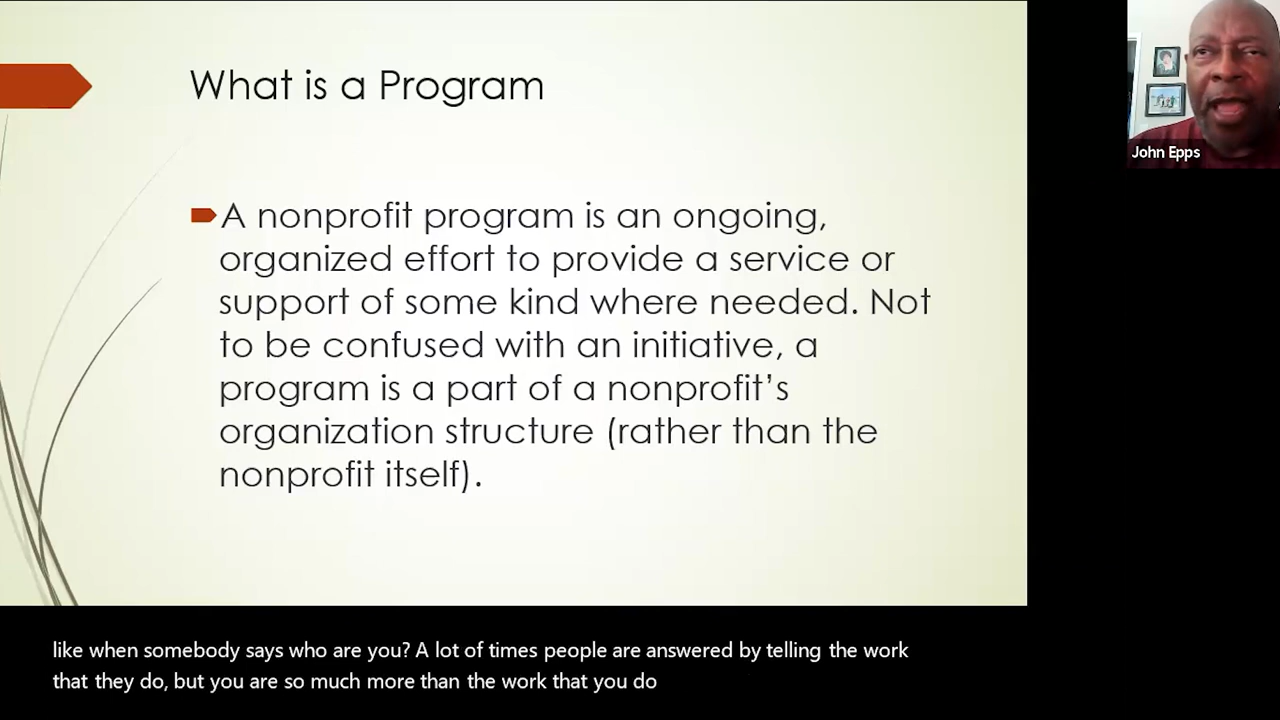 What is a Program
A nonprofit program is an ongoing,
organized effort to provide a service or
support of some kind where needed. Not
to be confused with an initiative, a
program is a part of a nonprofit’s
organization structure (rather than the
nonprofit itself).
John Epps
like when somebody says who are you? A lot of times people are answered by telling the work
that they do, but you are so much more than the work that you do